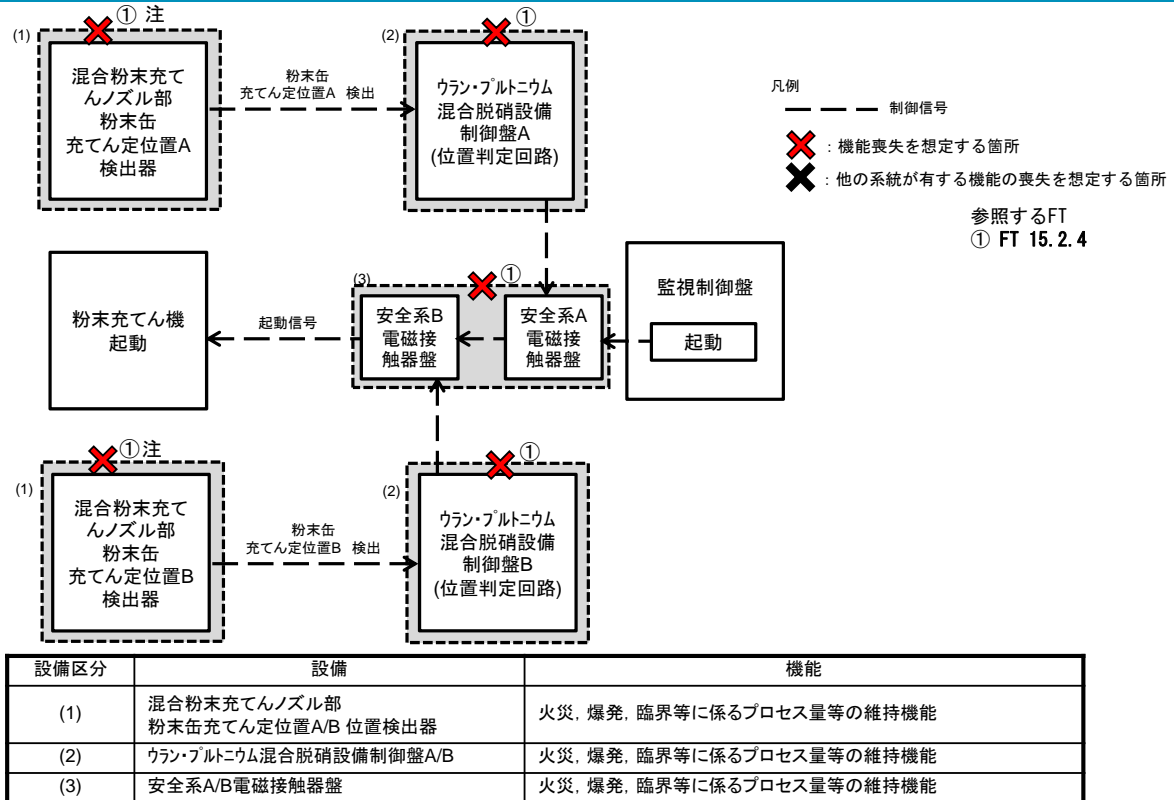 ① 注
(1)
混合粉末充て
んノズル部
粉末缶
充てん定位置A
検出器
粉末缶
充てん定位置A 検出
①
(2)
ウラン・プルトニウム
混合脱硝設備
制御盤A
(位置判定回路)
凡例
制御信号
：機能喪失を想定する箇所
：他の系統が有する機能の喪失を想定する箇所
参照するFT
① FT 15.2.4
粉末充てん機
起動
起動信号
(3)
①
安全系B
電磁接
触器盤
安全系A
電磁接
触器盤
監視制御盤
起動
①注
(1)
混合粉末充て
んノズル部
粉末缶
充てん定位置B
検出器
粉末缶
充てん定位置B 検出
①
(2)
ウラン・プルトニウム
混合脱硝設備
制御盤B
(位置判定回路)
設備区分 設備 機能
(1) 混合粉末充てんノズル部
粉末缶充てん定位置A/B 位置検出器 火災，爆発，臨界等に係るプロセス量等の維持機能
(2) ウラン・プルトニウム混合脱硝設備制御盤A/B 火災，爆発，臨界等に係るプロセス量等の維持機能
(3) 安全系A/B電磁接触器盤 火災，爆発，臨界等に係るプロセス量等の維持機能